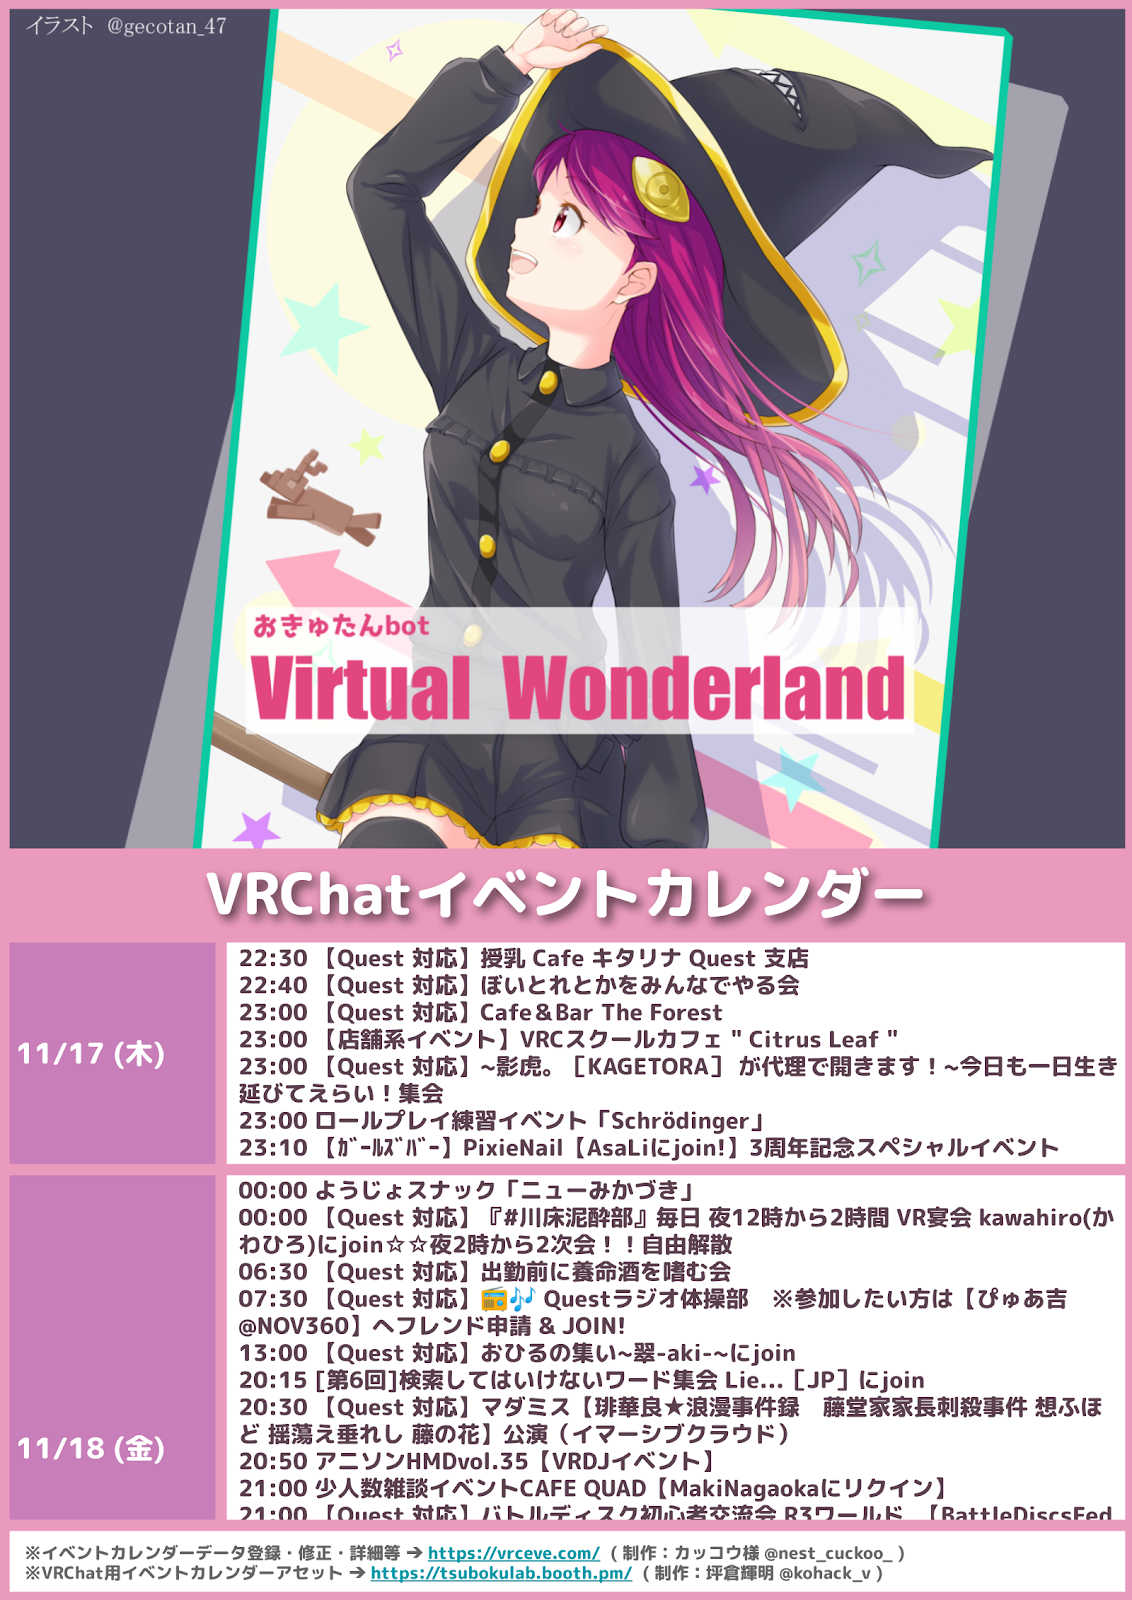 イラスト @gecotan_47
おきゅたんbot
Virtual Wonderland
VRChatイベントカレンダー
11/17 (木)
22:30 【Quest 対応】授乳 Cafe キタリナ Quest 支店
22:40 【Quest 対応】ぼいとれとかをみんなでやる会
23:00 【Quest 対応】Cafe＆Bar The Forest
23:00 【店舗系イベント】VRCスクールカフェ " Citrus Leaf "
23:00 【Quest 対応】~影虎。［KAGETORA］ が代理で開きます！~今日も一日生き
延びてえらい！集会
23:00 ロールプレイ練習イベント「Schrödinger」
23:10 【ｶﾞｰﾙｽﾞﾊﾞｰ】PixieNail【AsaLiにjoin!】3周年記念スペシャルイベント
11/18 (金)
00:00 ようじょスナック「ニューみかづき」
00:00 【Quest 対応】『#川床泥酔部』毎日 夜12時から2時間 VR宴会 kawahiro(か
わひろ)にjoin☆☆夜2時から2次会！！自由解散
06:30 【Quest 対応】出勤前に養命酒を嗜む会
07:30 【Quest 対応】📻🎶 Questラジオ体操部　※参加したい方は【ぴゅあ吉
@NOV360】へフレンド申請 & JOIN!
13:00 【Quest 対応】おひるの集い~翠-aki-~にjoin
20:15 [第6回]検索してはいけないワード集会 Lie...［JP］にjoin
20:30 【Quest 対応】マダミス【琲華良★浪漫事件録　藤堂家家長刺殺事件 想ふほ
ど 揺蕩え垂れし 藤の花】公演（イマーシブクラウド）
20:50 アニソンHMDvol.35【VRDJイベント】
21:00 少人数雑談イベントCAFE QUAD【MakiNagaokaにリクイン】
21:00 【Quest 対応】バトルディスク初心者交流会 R3ワールド　【BattleDiscsFed
※イベントカレンダーデータ登録・修正・詳細等 ➔ https://vrceve.com/ （制作：カッコウ様 @nest_cuckoo_ ）
※VRChat用イベントカレンダーアセット ➔ https://tsubokulab.booth.pm/ （制作：坪倉輝明 @kohack_v ）